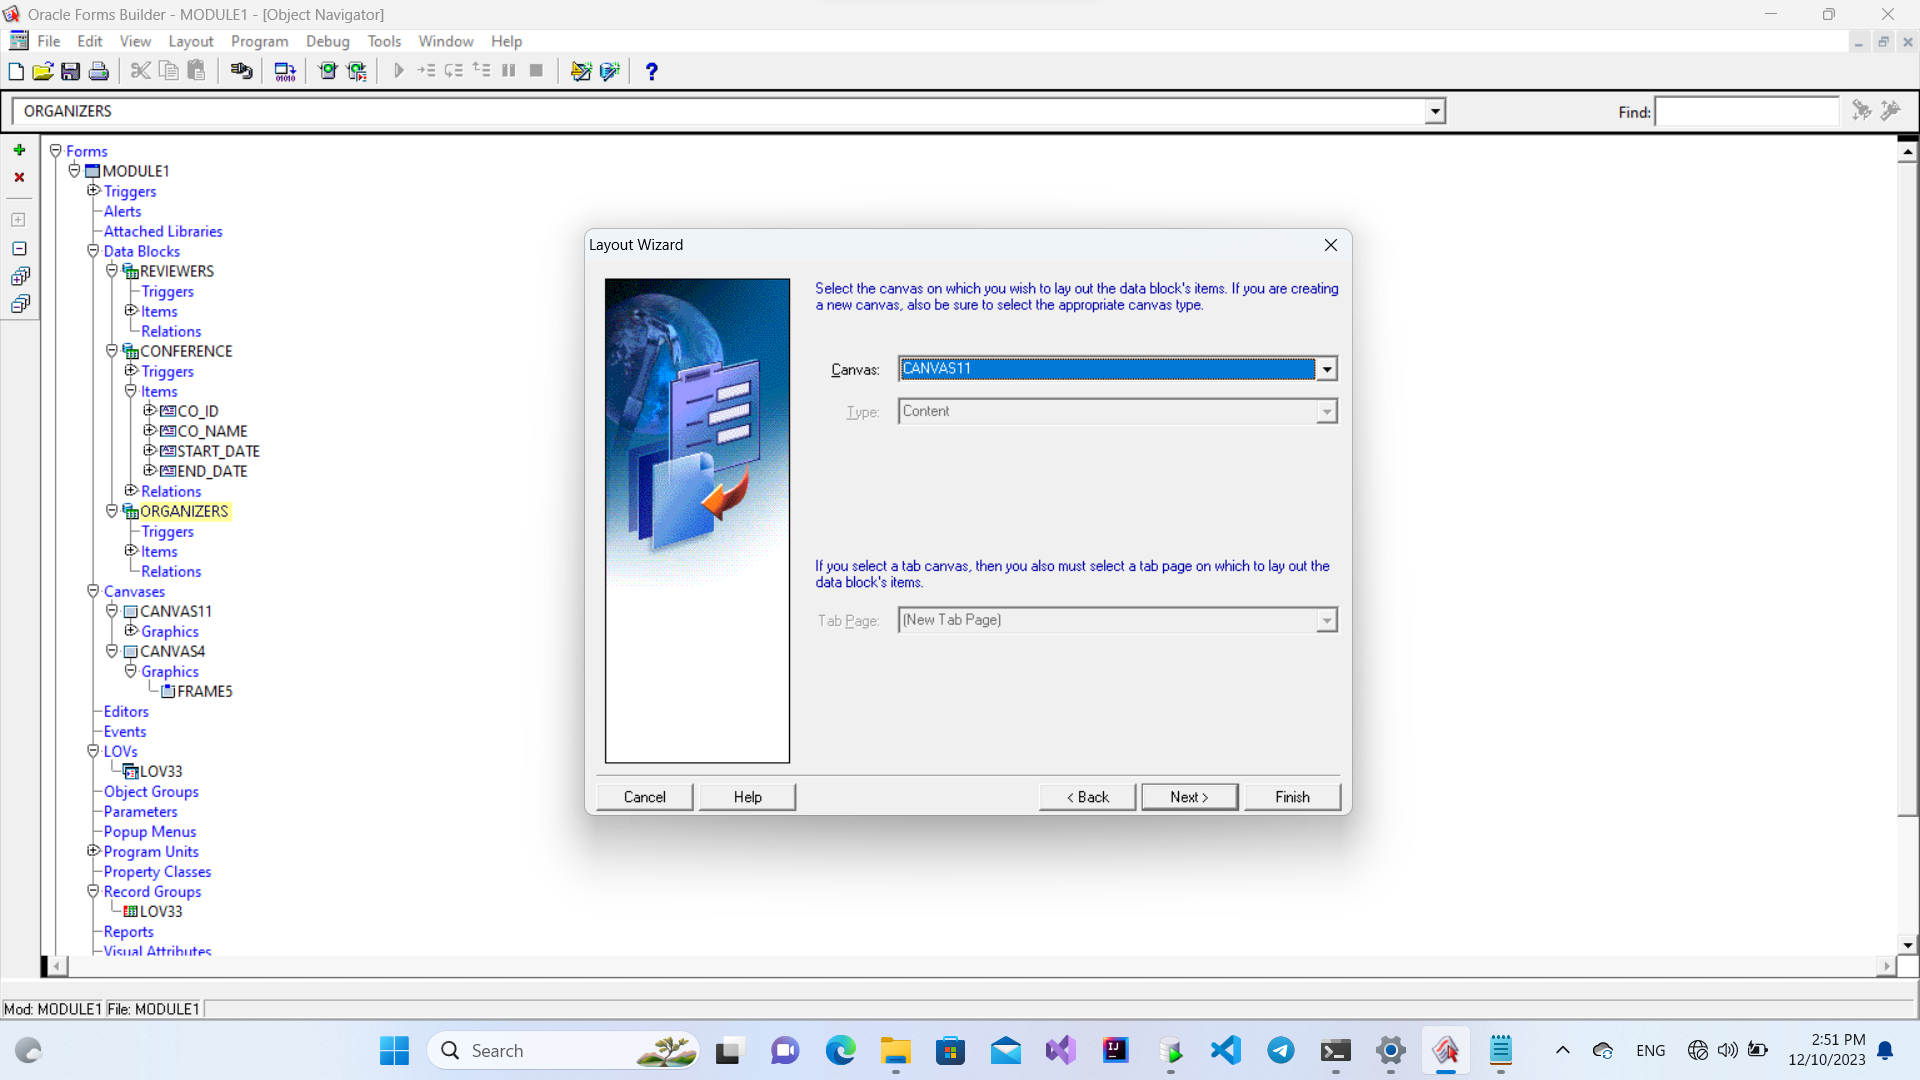 Oracle Forms Builder - MODULE1 - [Object Navigator]
File Edit View Layout Program Debug Tools Window Help
ORGANIZERS
Find:
Forms
MODULE1
Triggers
Alerts
Attached Libraries
Data Blocks
REVIEWERS
Triggers
Items
Relations
CONFERENCE
Triggers
Items
CO_ID
CO_NAME
START_DATE
END_DATE
Relations
ORGANIZERS
Triggers
Items
Relations
Canvases
CANVAS11
Graphics
CANVAS4
Graphics
FRAME5
Editors
Events
LOVs
LOV33
Object Groups
Parameters
Popup Menus
Program Units
Property Classes
Record Groups
LOV33
Reports
Visual Attributes
Layout Wizard
Select the canvas on which you wish to lay out the data block's items. If you are creating
a new canvas, also be sure to select the appropriate canvas type.
Canvas: CANVAS11
Type: Content
If you select a tab canvas, then you also must select a tab page on which to lay out the
data block's items.
Tab Page: (New Tab Page)
Cancel Help < Back Next > Finish
Mod: MODULE1 File: MODULE1
Search
ENG
2:51 PM
12/10/2023